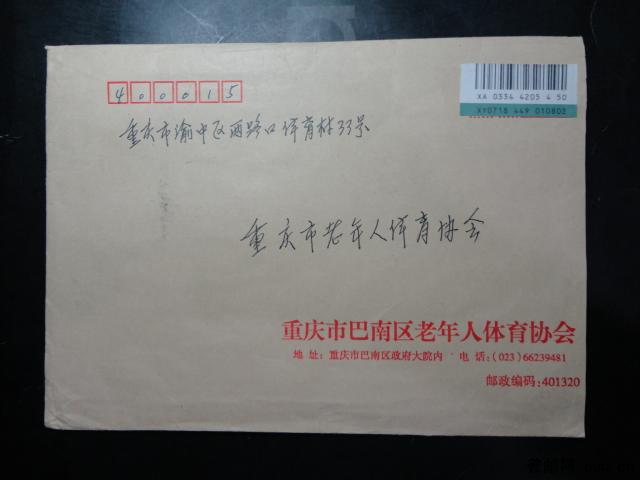 400015
XA 0334 4205 4 50
XY0718 449 010802
重庆市渝中区两路口体育村33号
重庆市老年人体育协会
重庆市巴南区老年人体育协会
地 址：重庆市巴南区政府大院内 电 话：(023)66239481
邮政编码：401320